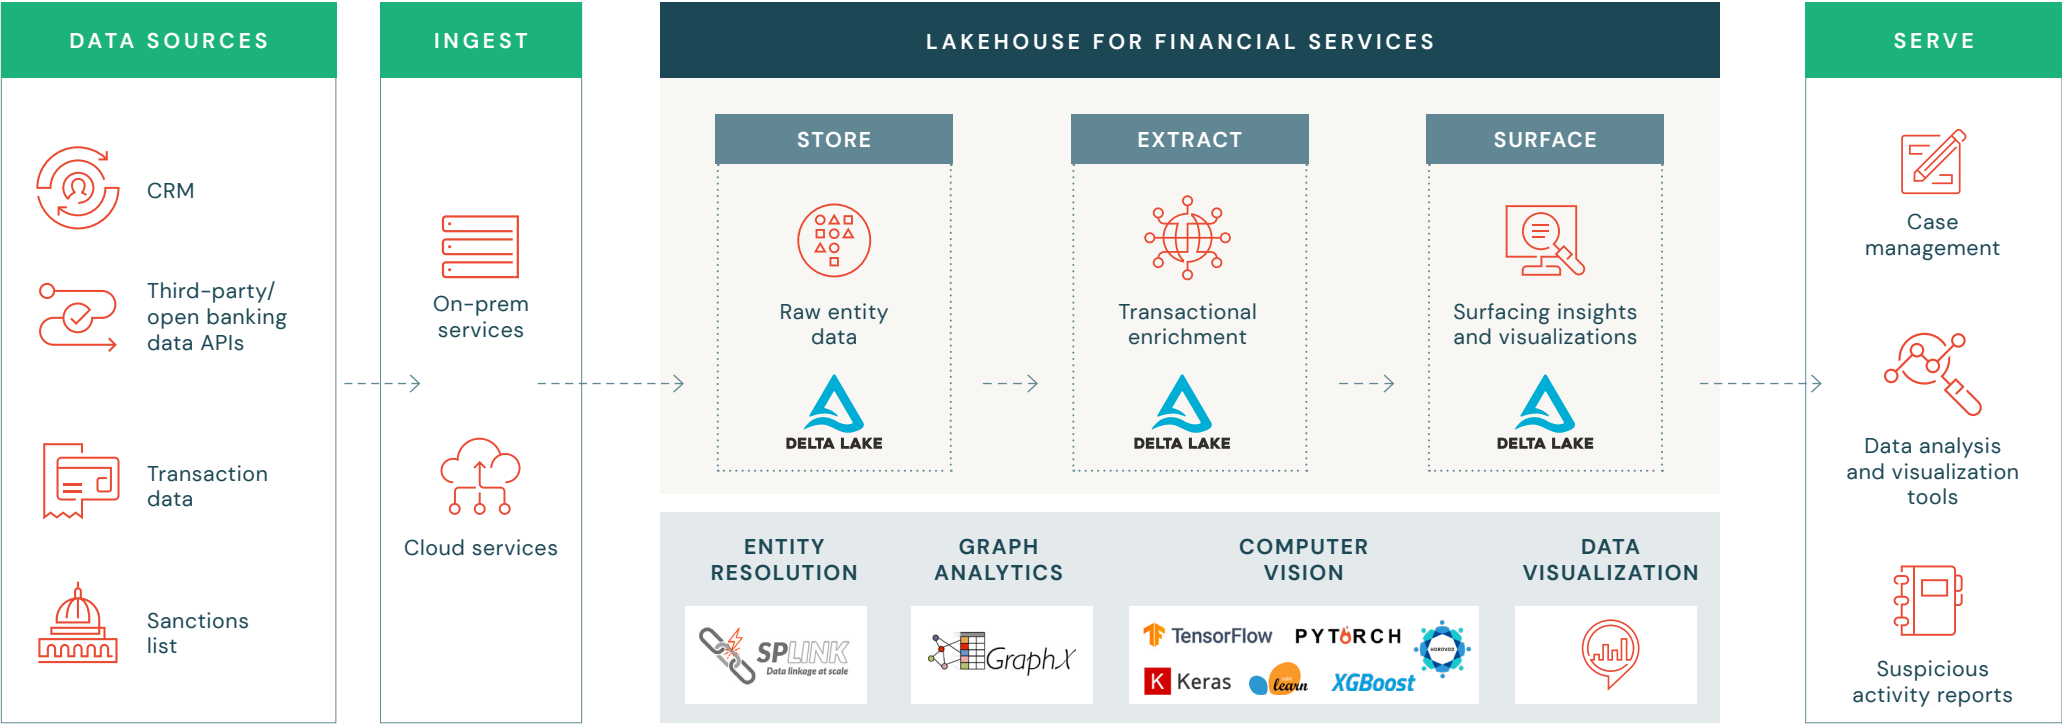 DATA SOURCES
CRM
Third-party/
open banking
data APIs
Transaction
data
Sanctions
list
INGEST
On-prem
services
Cloud services
LAKEHOUSE FOR FINANCIAL SERVICES
STORE
Raw entity
data
DELTA LAKE
EXTRACT
Transactional
enrichment
DELTA LAKE
SURFACE
Surfacing insights
and visualizations
DELTA LAKE
ENTITY
RESOLUTION
SPLINK
Data linkage at scale
GRAPH
ANALYTICS
GraphX
COMPUTER
VISION
TensorFlow
PYTORCH
HOROVOD
K Keras
learn
XGBoost
DATA
VISUALIZATION
SERVE
Case
management
Data analysis
and visualization
tools
Suspicious
activity reports